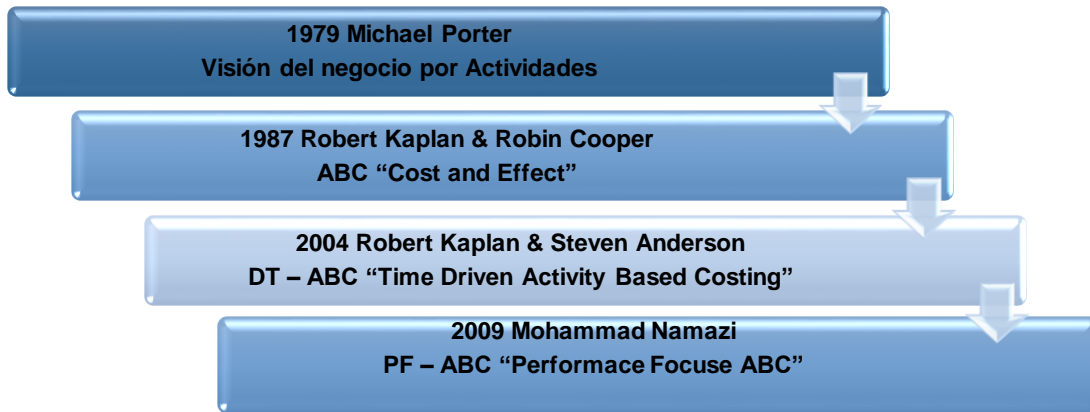 1979 Michael Porter
Visión del negocio por Actividades
1987 Robert Kaplan & Robin Cooper
ABC “Cost and Effect”
2004 Robert Kaplan & Steven Anderson
DT – ABC “Time Driven Activity Based Costing”
2009 Mohammad Namazi
PF – ABC “Performace Focuse ABC”